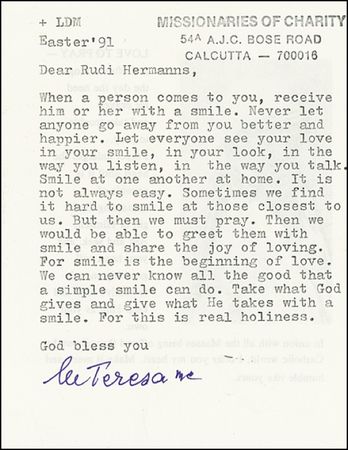 + LDM
MISSIONARIES OF CHARITY
Easter'91
54A A.J.C. BOSE ROAD
CALCUTTA — 700016
Dear Rudi Hermanns,
When a person comes to you, receive
him or her with a smile. Never let
anyone go away from you better and
happier. Let everyone see your love
in your smile, in your look, in the
way you listen, in the way you talk.
Smile at one another at home. It is
not always easy. Sometimes we find
it hard to smile at those closest to
us. But then we must pray. Then we
would be able to greet them with
smile and share the joy of loving.
For smile is the beginning of love.
We can never know all the good that
a simple smile can do. Take what God
gives and give what He takes with a
smile. For this is real holiness.
God bless you
Teresa mc